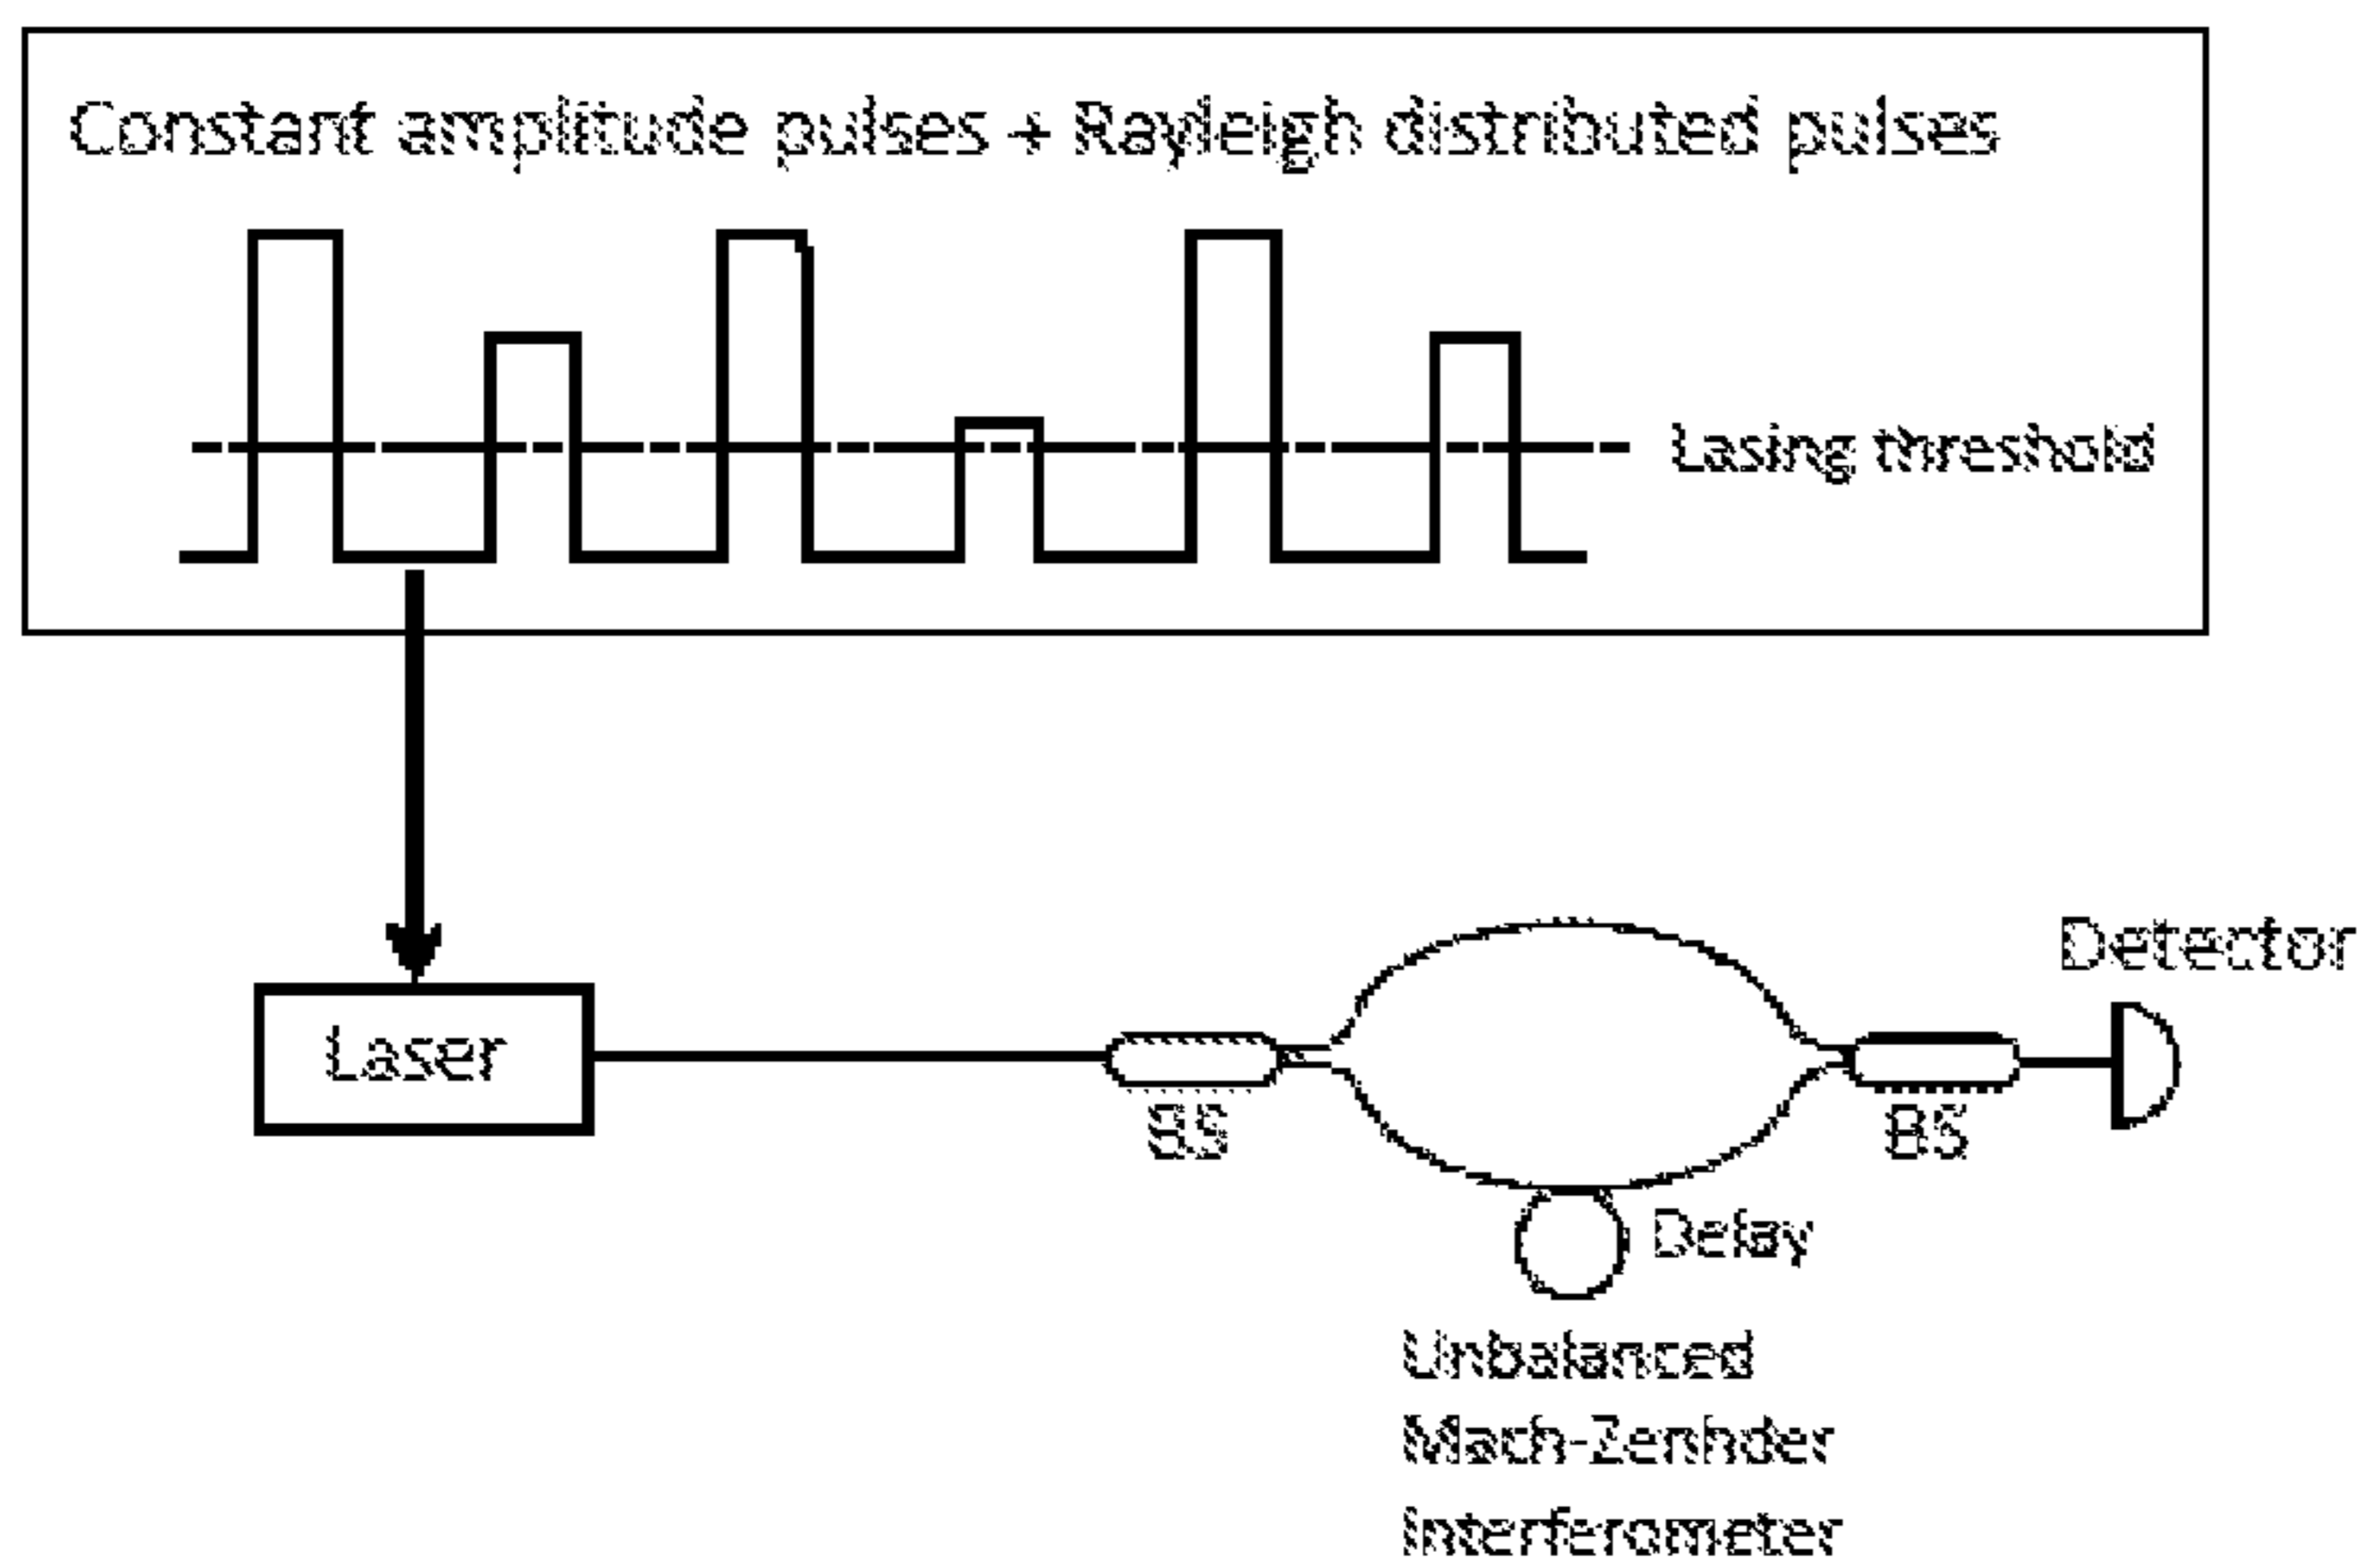 Constant amplitude pulses + Rayleigh distributed pulses
Lasing threshold
Detector
Laser
BS
BS
Delay
Unbalanced
Mach-Zenhder
Interferometer